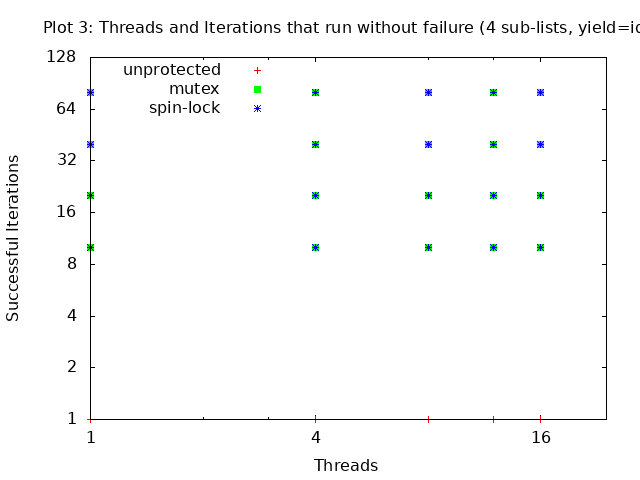 Plot 3: Threads and Iterations that run without failure (4 sub-lists, yield=id
128
64
32
16
8
4
2
1
unprotected
mutex
spin-lock
Successful Iterations
1
4
16
Threads